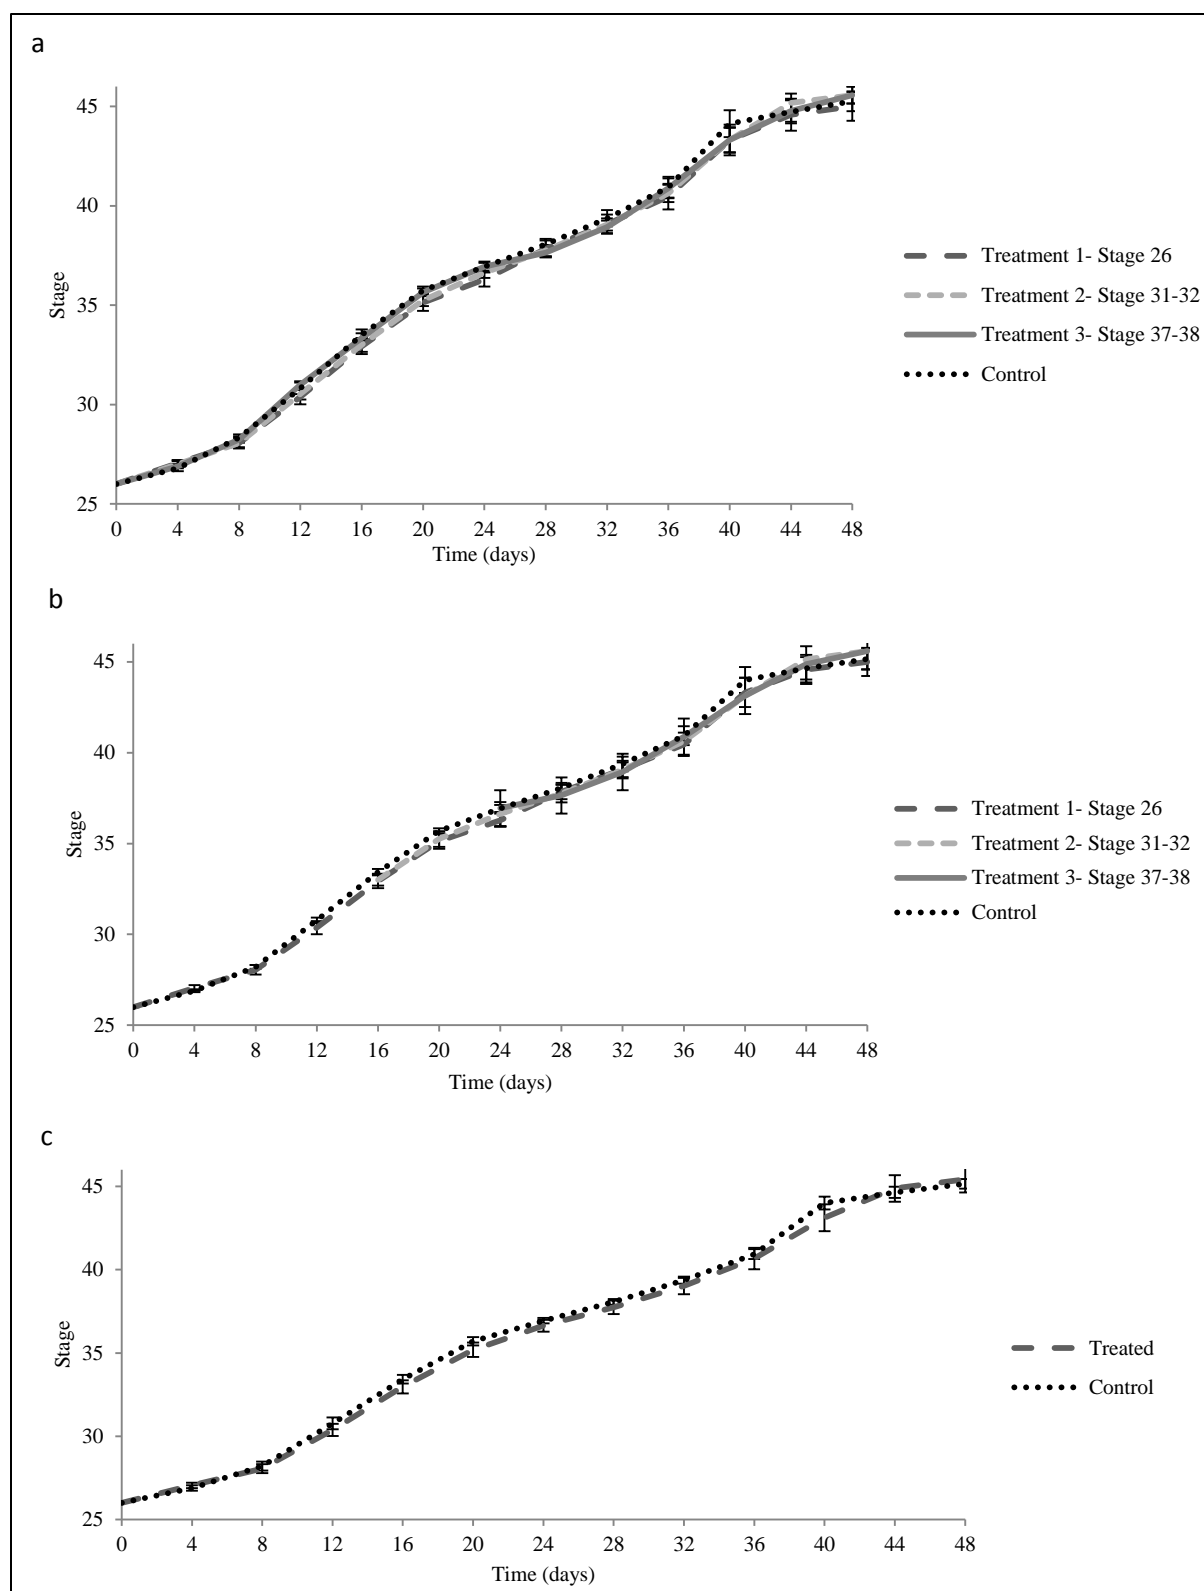 a
45
40
35
30
25
Stage
0 4 8 12 16 20 24 28 32 36 40 44 48
Time (days)
Treatment 1- Stage 26
Treatment 2- Stage 31-32
Treatment 3- Stage 37-38
Control
b
45
40
35
30
25
Stage
0 4 8 12 16 20 24 28 32 36 40 44 48
Time (days)
Treatment 1- Stage 26
Treatment 2- Stage 31-32
Treatment 3- Stage 37-38
Control
c
45
40
35
30
25
Stage
0 4 8 12 16 20 24 28 32 36 40 44 48
Time (days)
Treated
Control